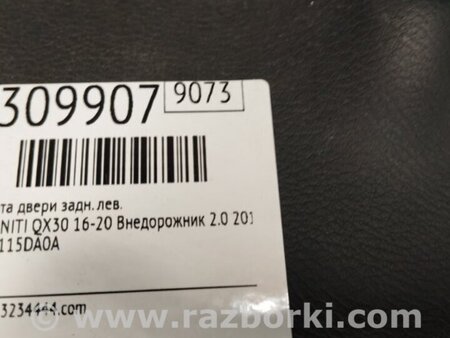 309907 9073
та двери задн. лев.
NITI QX30 16-20 Внедорожник 2.0 201
115DA0A
3234444.com
www.razborki.com